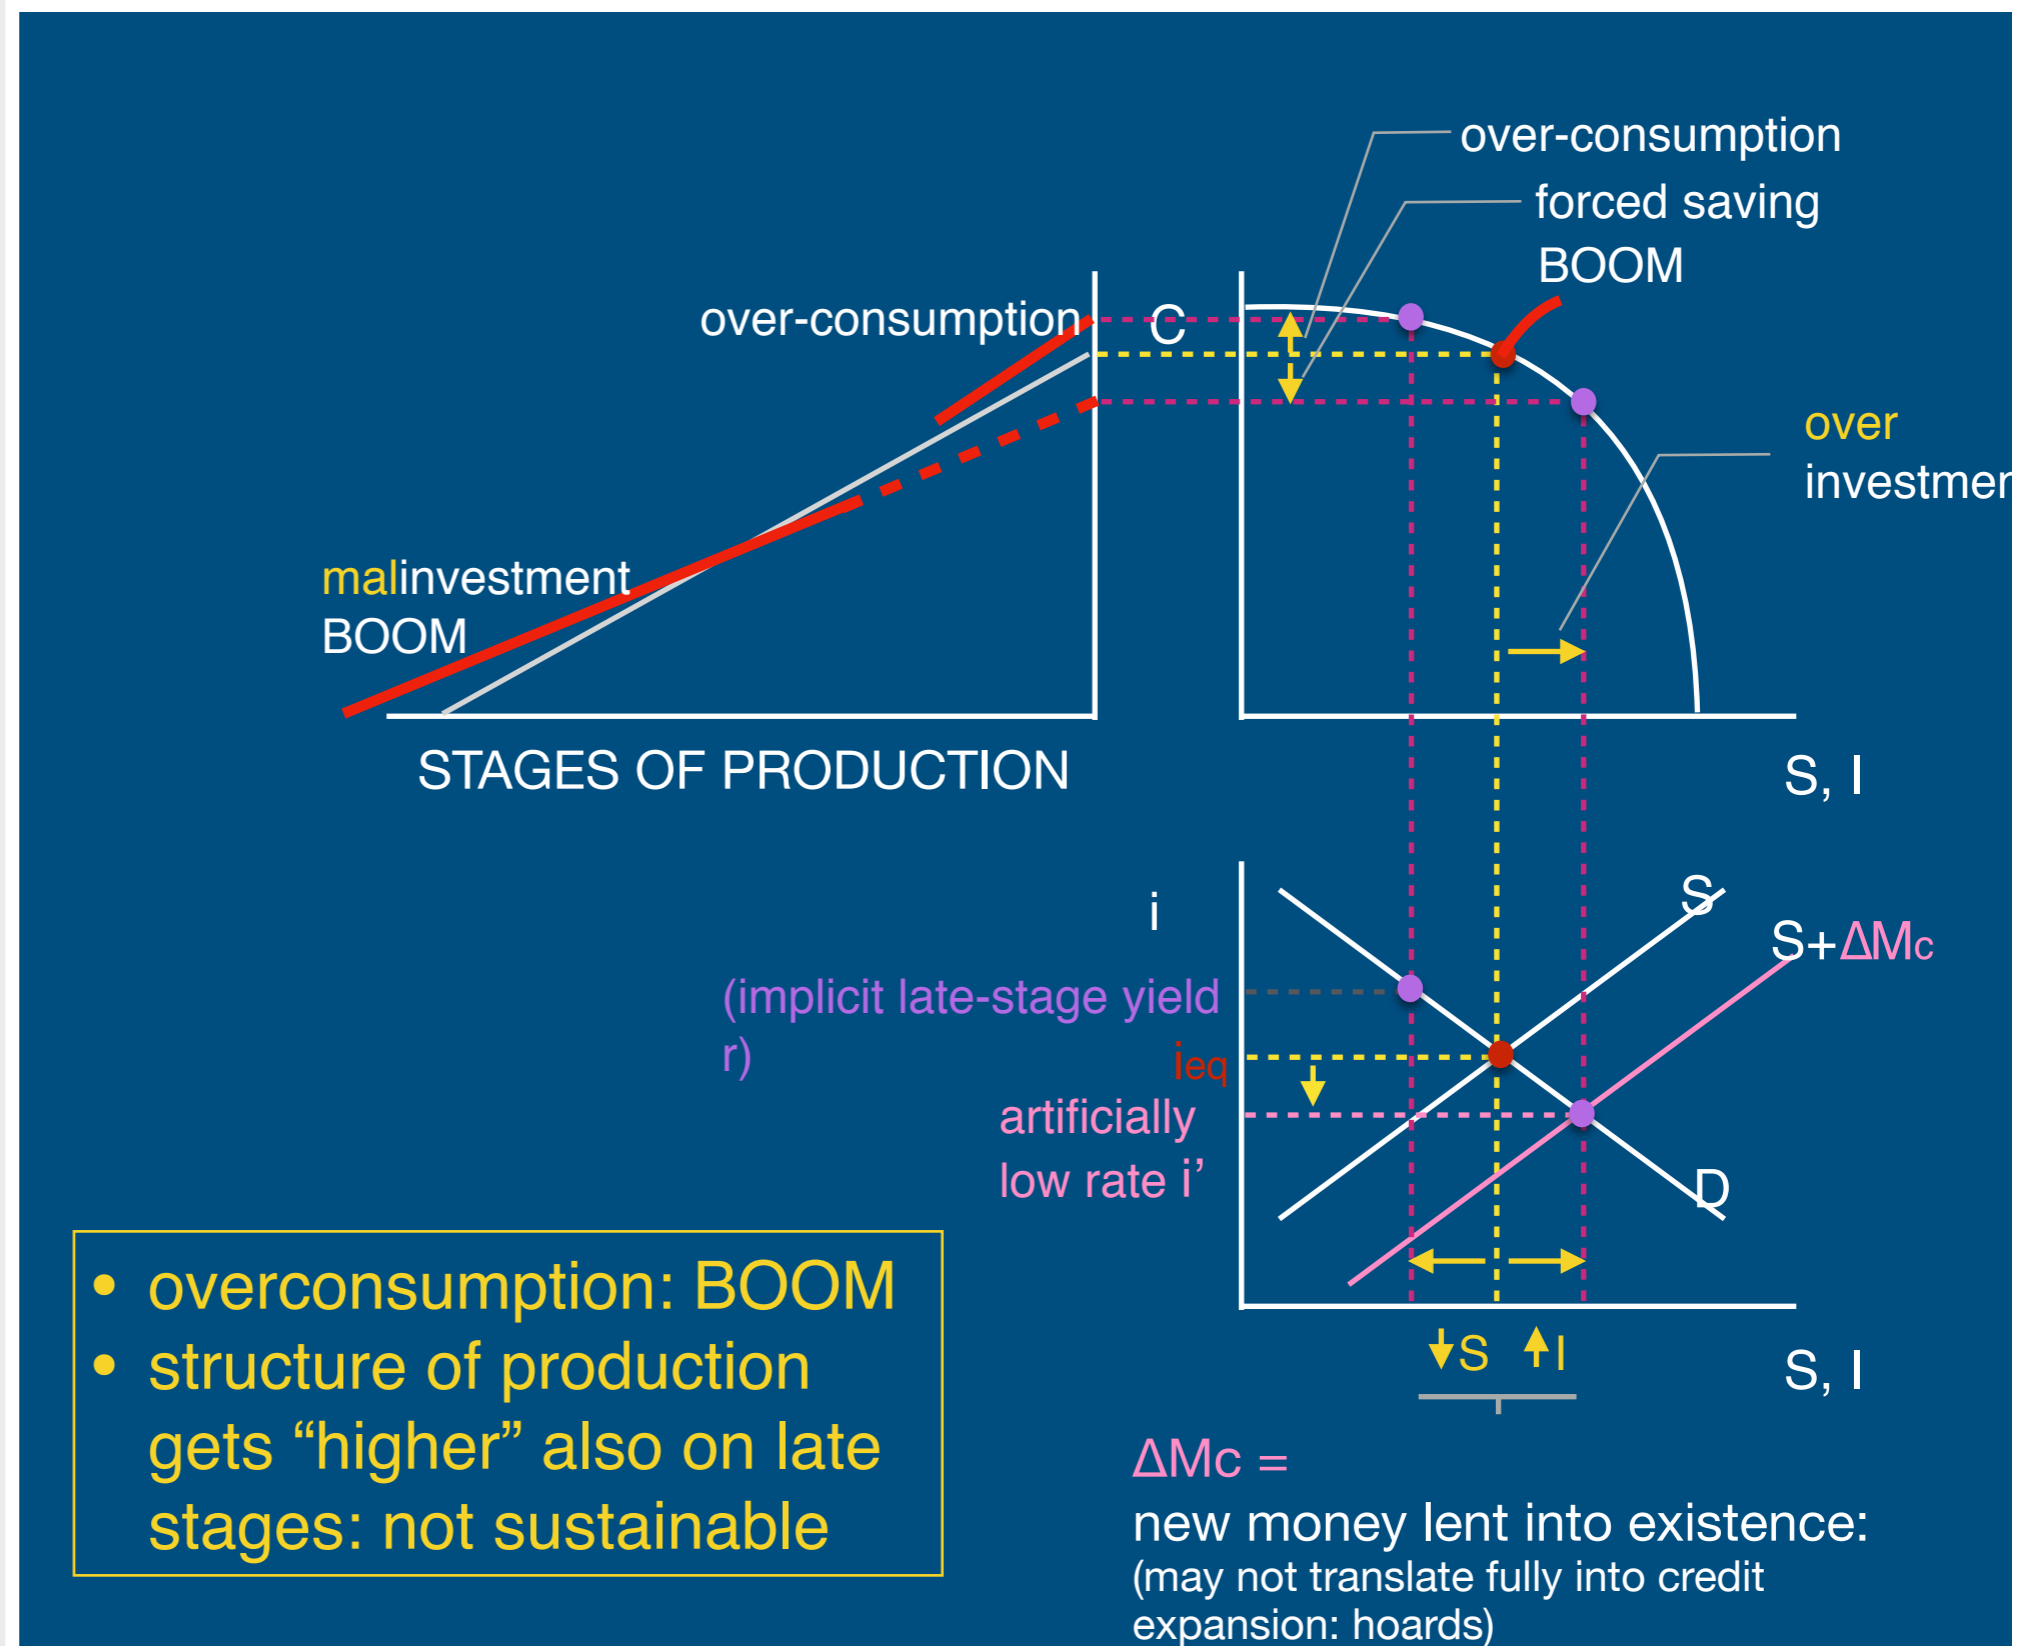 over-consumption
forced saving
BOOM
over-consumption
C
over
investmen
malinvestment
BOOM
STAGES OF PRODUCTION
S, I
i
S
S+ΔMc
(implicit late-stage yield
r)
ieq
artificially
low rate i’
D
• overconsumption: BOOM
• structure of production
gets “higher” also on late
stages: not sustainable
S I
S, I
ΔMc =
new money lent into existence:
(may not translate fully into credit
expansion: hoards)